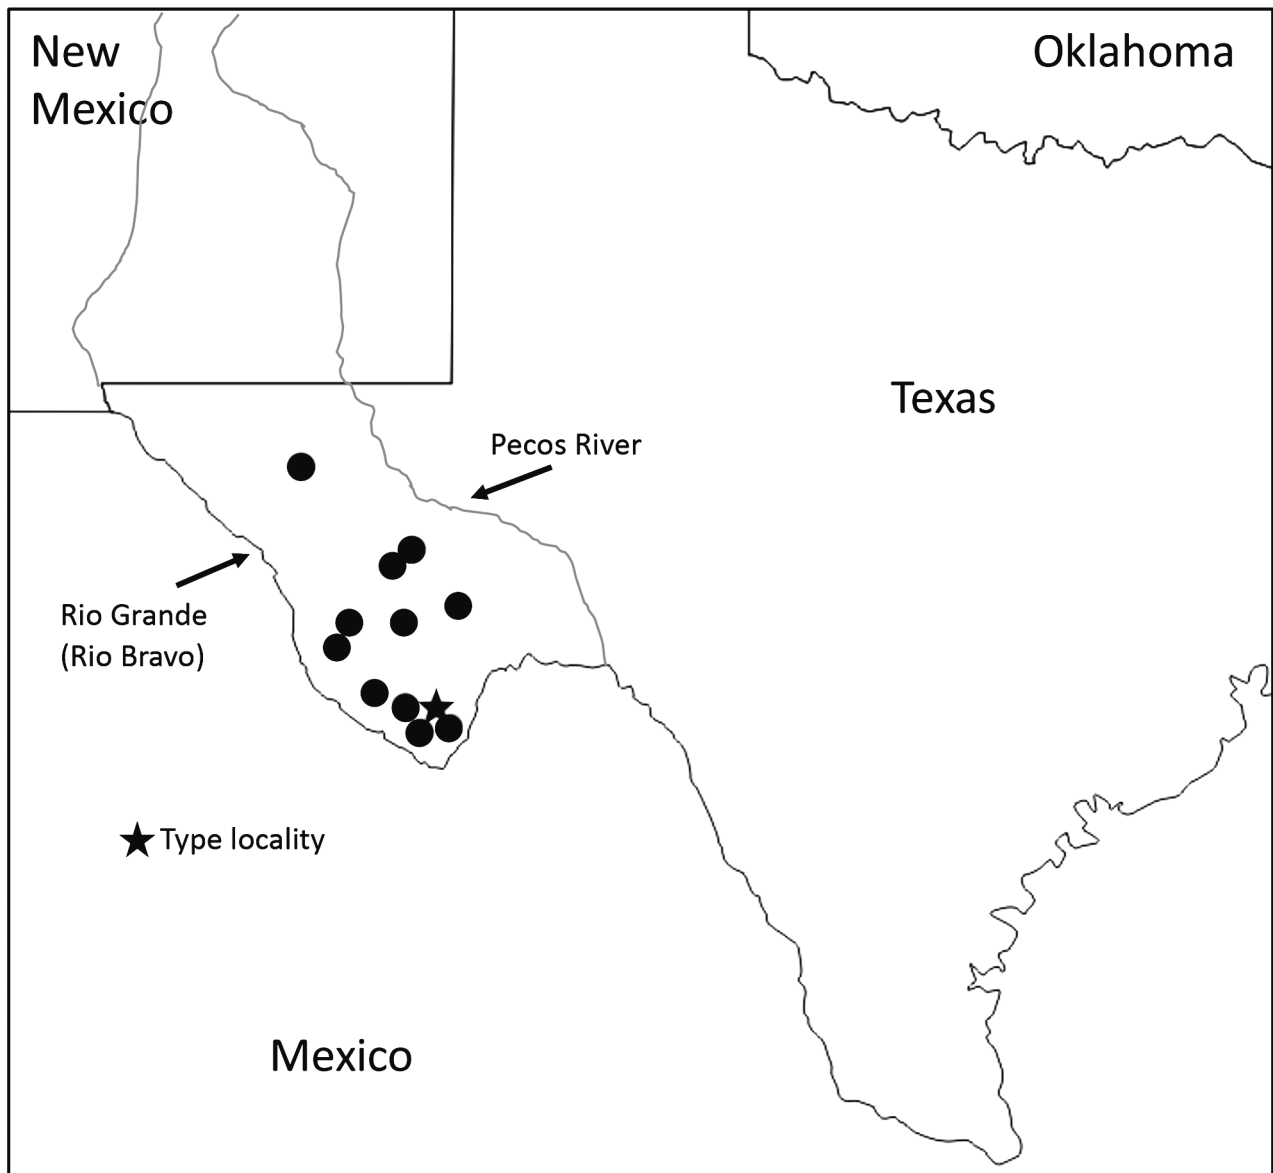 New
Mexico
Oklahoma
Texas
Pecos River
Rio Grande
(Rio Bravo)
Type locality
Mexico